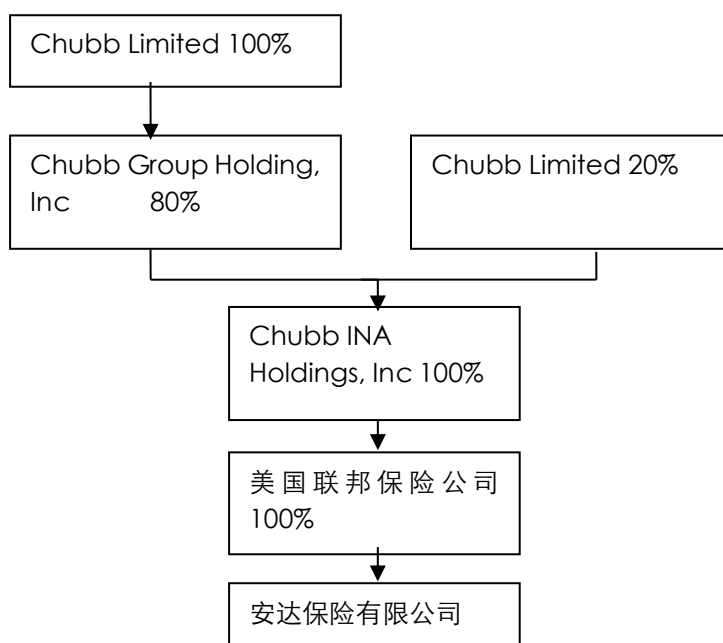 Chubb Limited 100%
Chubb Group Holding,
Inc 80%
Chubb Limited 20%
Chubb INA
Holdings, Inc 100%
美国联邦保险公司
100%
安达保险有限公司